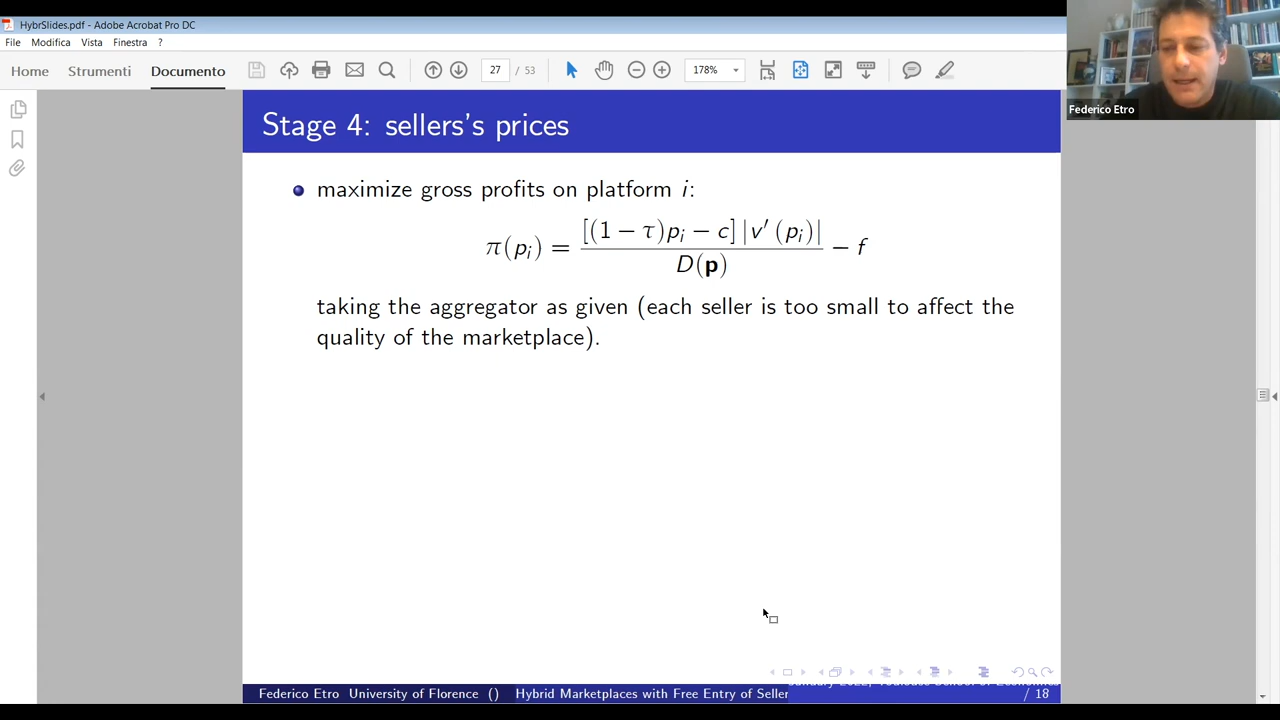 HybrSlides.pdf - Adobe Acrobat Pro DC
File Modifica Vista Finestra ?
Home Strumenti Documento 27 / 53 178%
Federico Etro
Stage 4: sellers's prices
maximize gross profits on platform i:
π(p_i) = [(1 − τ)p_i − c] |v′ (p_i)| / D(p) − f
taking the aggregator as given (each seller is too small to affect the
quality of the marketplace).
Federico Etro University of Florence () Hybrid Marketplaces with Free Entry of Seller
/ 18